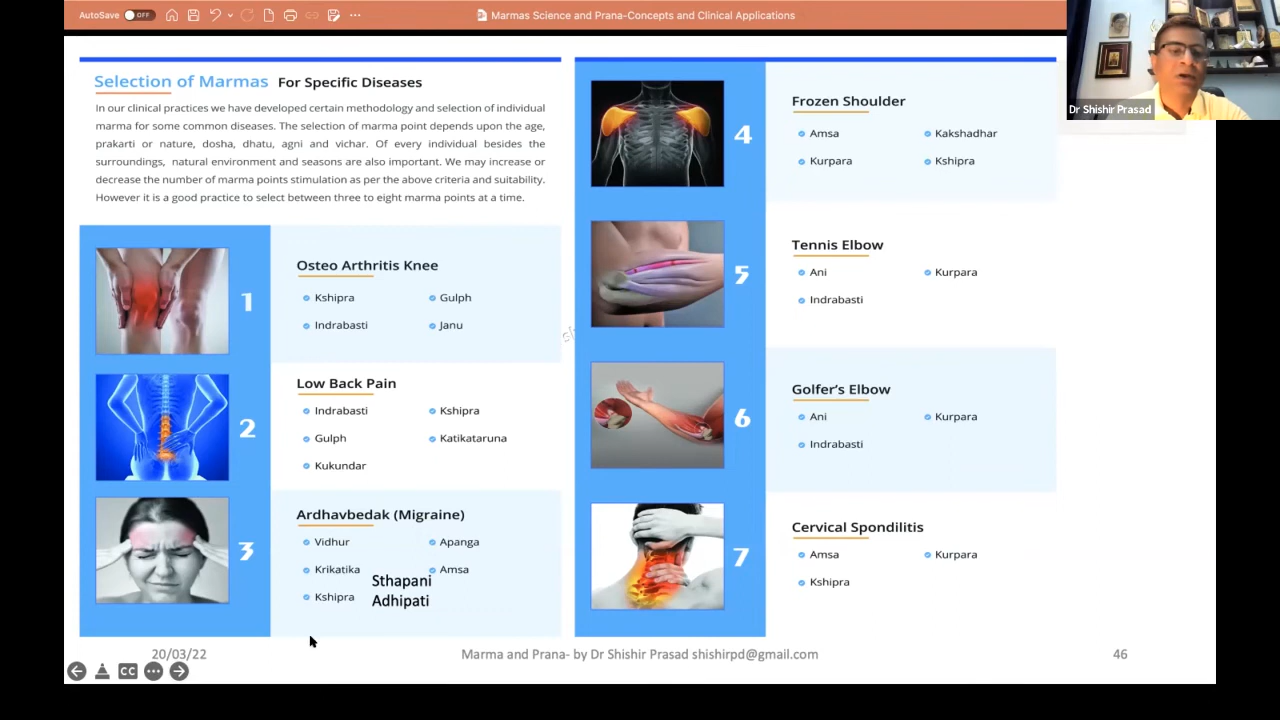 AutoSave OFF
Marmas Science and Prana-Concepts and Clinical Applications
Dr Shishir Prasad
Selection of Marmas For Specific Diseases
In our clinical practices we have developed certain methodology and selection of individual
marma for some common diseases. The selection of marma point depends upon the age,
prakarti or nature, dosha, dhatu, agni and vichar. Of every individual besides the
surroundings, natural environment and seasons are also important. We may increase or
decrease the number of marma points stimulation as per the above criteria and suitability.
However it is a good practice to select between three to eight marma points at a time.
1
Osteo Arthritis Knee
Kshipra Gulph
Indrabasti Janu
2
Low Back Pain
Indrabasti Kshipra
Gulph Katikataruna
Kukundar
3
Ardhavbedak (Migraine)
Vidhur Apanga
Krikatika Amsa
Kshipra
Sthapani
Adhipati
4
Frozen Shoulder
Amsa Kakshadhar
Kurpara Kshipra
5
Tennis Elbow
Ani Kurpara
Indrabasti
6
Golfer's Elbow
Ani Kurpara
Indrabasti
7
Cervical Spondilitis
Amsa Kurpara
Kshipra
20/03/22
Marma and Prana- by Dr Shishir Prasad shishirpd@gmail.com
46
CC